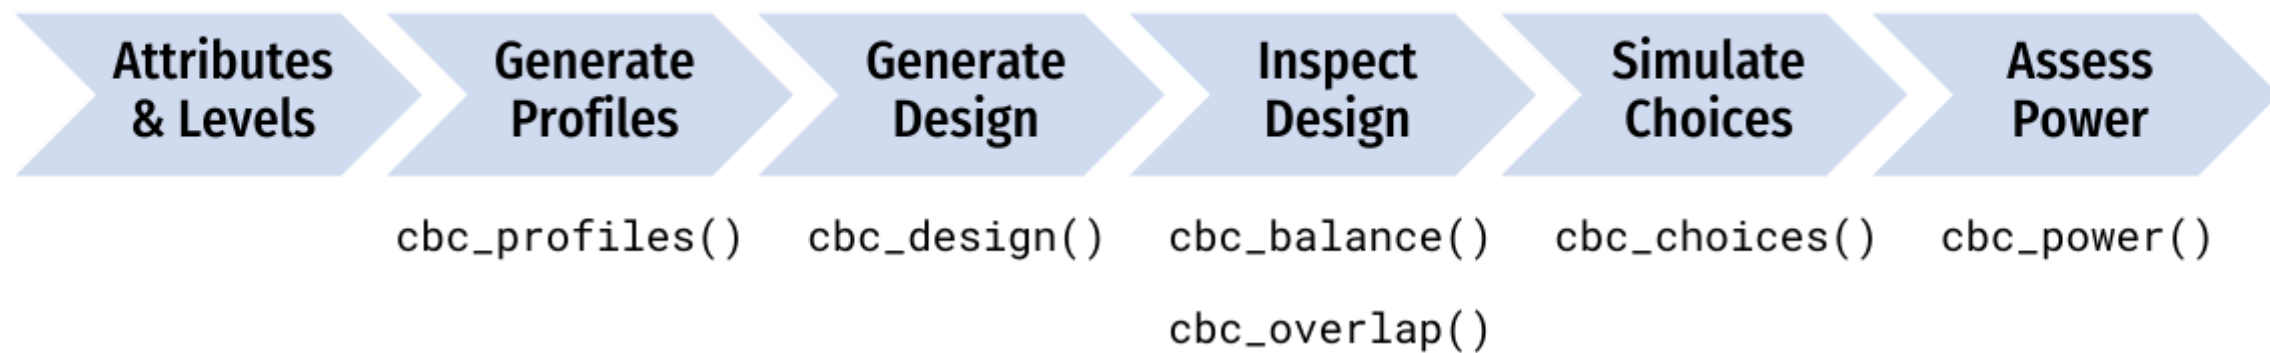 Attributes
& Levels
Generate
Profiles
Generate
Design
Inspect
Design
Simulate
Choices
Assess
Power
cbc_profiles()
cbc_design()
cbc_balance()
cbc_choices()
cbc_power()
cbc_overlap()